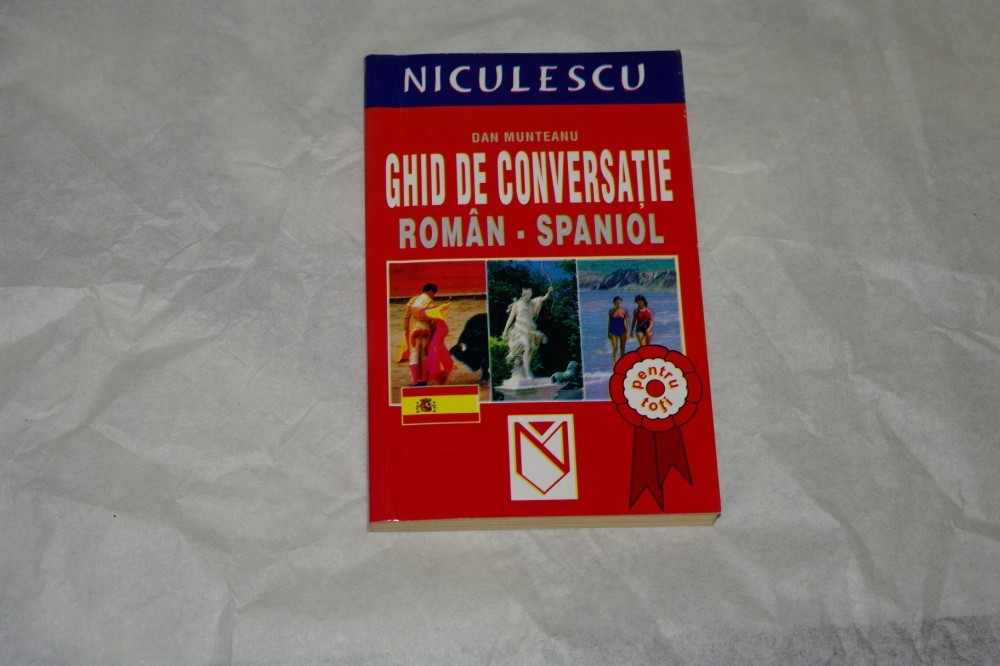 NICULESCU
DAN MUNTEANU
GHID DE CONVERSAȚIE
ROMÂN - SPANIOL
pentru
toți